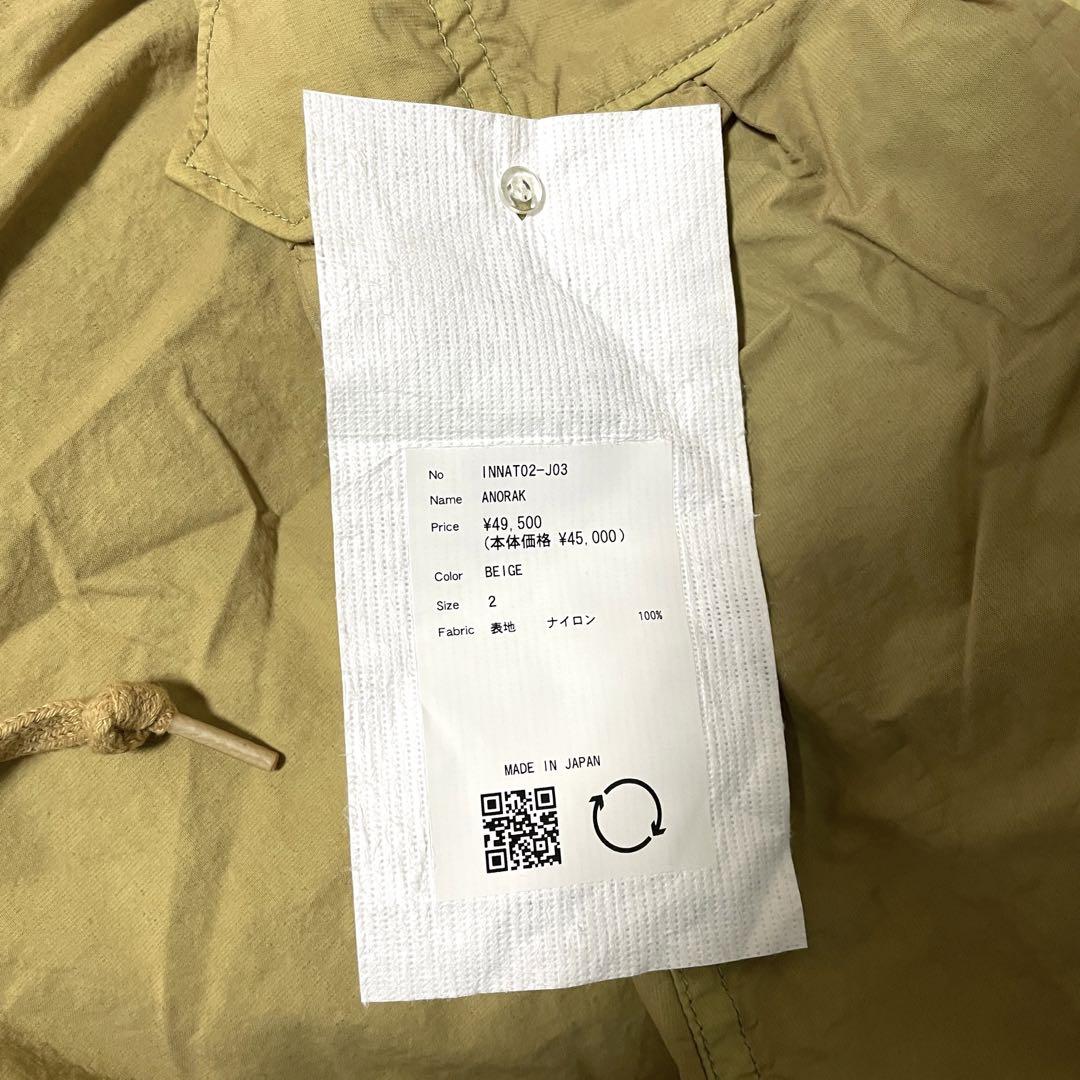 No INNAT02-J03
Name ANORAK
Price ¥49,500
(本体価格 ¥45,000)
Color BEIGE
Size 2
Fabric 表地 ナイロン 100%
MADE IN JAPAN